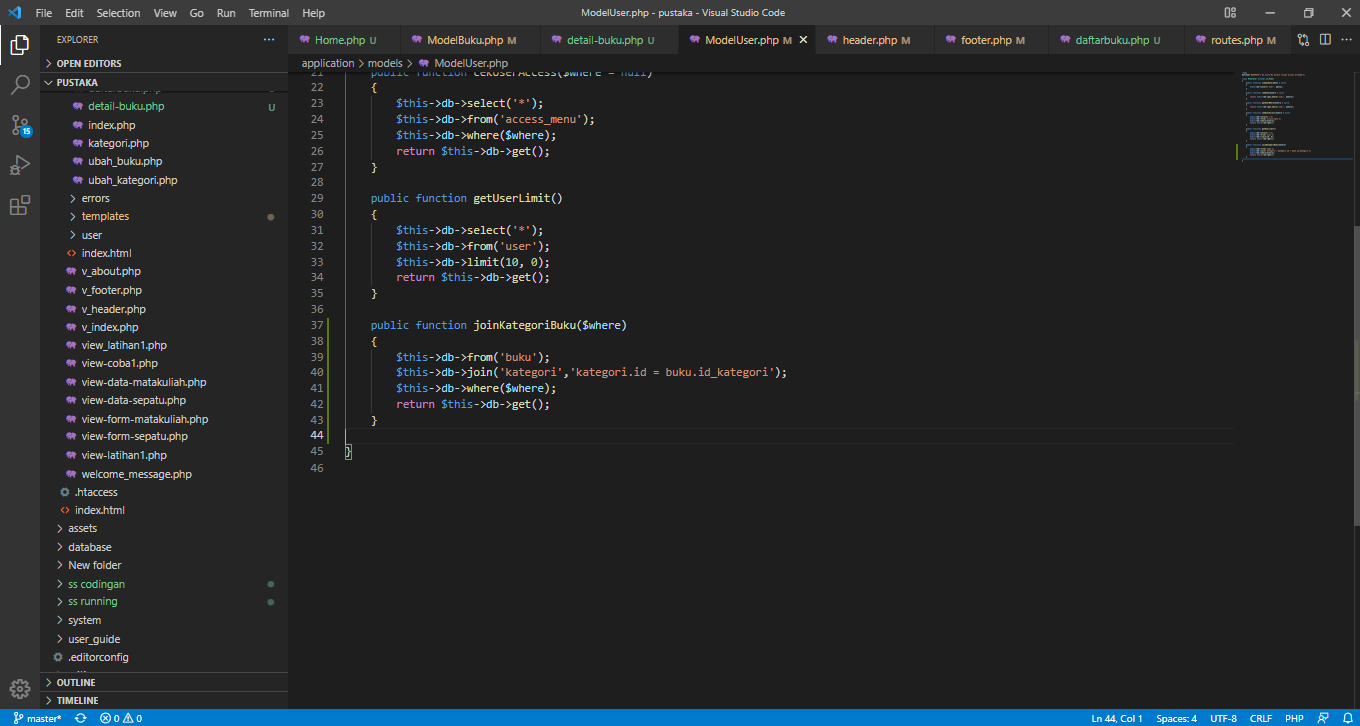 File Edit Selection View Go Run Terminal Help ModelUser.php - pustaka - Visual Studio Code
EXPLORER
Home.php U ModelBuku.php M detail-buku.php U ModelUser.php M header.php M footer.php M daftarbuku.php U routes.php M
OPEN EDITORS
application > models > ModelUser.php
PUSTAKA
detail-buku.php U
index.php
kategori.php
ubah_buku.php
ubah_kategori.php
errors
templates
user
index.html
v_about.php
v_footer.php
v_header.php
v_index.php
view_latihan1.php
view-coba1.php
view-data-matakuliah.php
view-data-sepatu.php
view-form-matakuliah.php
view-form-sepatu.php
view-latihan1.php
welcome_message.php
.htaccess
index.html
assets
database
New folder
ss codingan
ss running
system
user_guide
.editorconfig
OUTLINE
TIMELINE
15
21 public function cekUserAccess($where = null)
22 {
23 $this->db->select('*');
24 $this->db->from('access_menu');
25 $this->db->where($where);
26 return $this->db->get();
27 }
28
29 public function getUserLimit()
30 {
31 $this->db->select('*');
32 $this->db->from('user');
33 $this->db->limit(10, 0);
34 return $this->db->get();
35 }
36
37 public function joinKategoriBuku($where)
38 {
39 $this->db->from('buku');
40 $this->db->join('kategori','kategori.id = buku.id_kategori');
41 $this->db->where($where);
42 return $this->db->get();
43 }
44
45 }
46
master* 0 0 Ln 44, Col 1 Spaces: 4 UTF-8 CRLF PHP